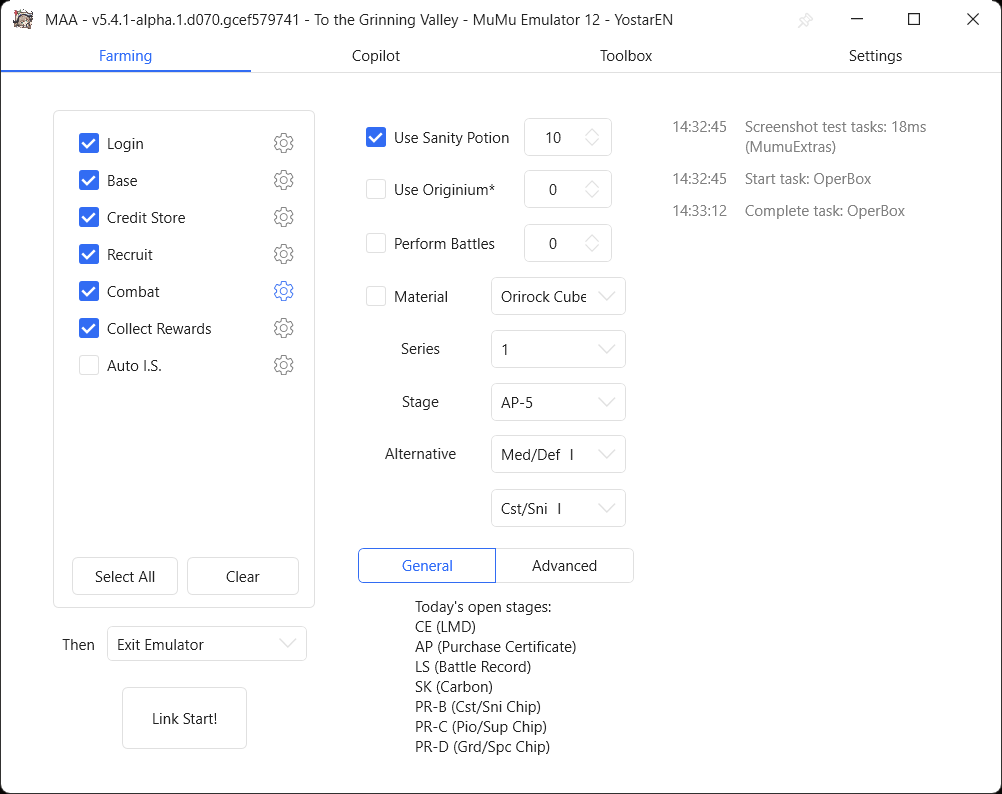 MAA - v5.4.1-alpha.1.d070.gcef579741 - To the Grinning Valley - MuMu Emulator 12 - YostarEN
Farming
Copilot
Toolbox
Settings
Login
Base
Credit Store
Recruit
Combat
Collect Rewards
Auto I.S.
Select All
Clear
Then
Exit Emulator
Link Start!
Use Sanity Potion
10
Use Originium*
0
Perform Battles
0
Material
Orirock Cube
Series
1
Stage
AP-5
Alternative
Med/Def I
Cst/Sni I
General
Advanced
Today's open stages:
CE (LMD)
AP (Purchase Certificate)
LS (Battle Record)
SK (Carbon)
PR-B (Cst/Sni Chip)
PR-C (Pio/Sup Chip)
PR-D (Grd/Spc Chip)
14:32:45 Screenshot test tasks: 18ms
(MumuExtras)
14:32:45 Start task: OperBox
14:33:12 Complete task: OperBox